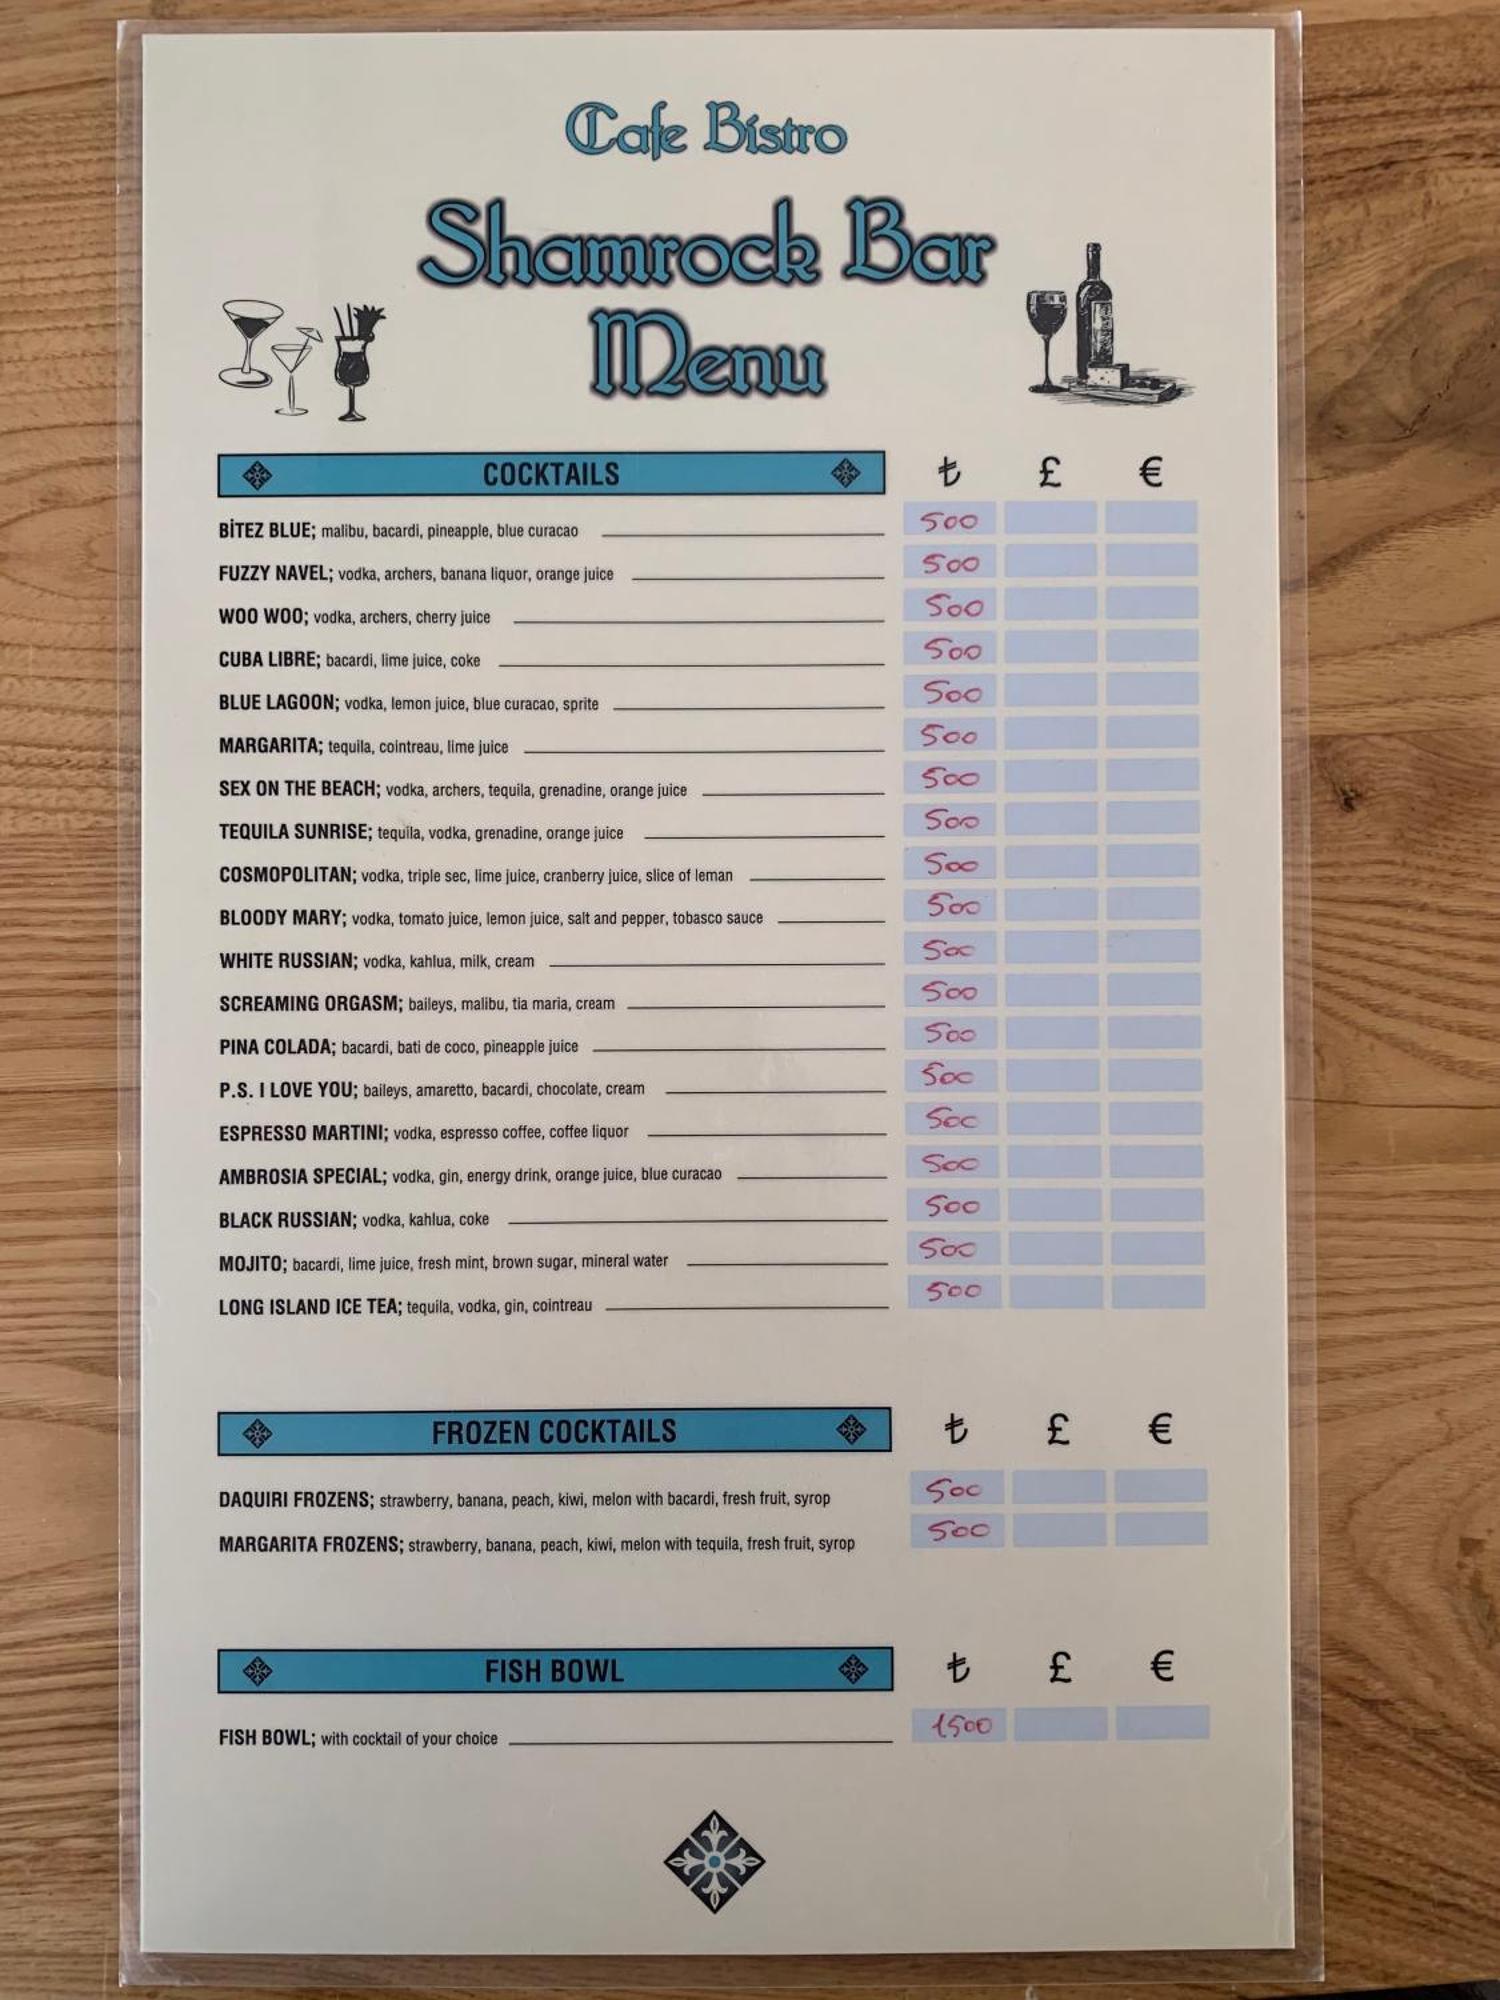 Cafe Bistro
Shamrock Bar
Menu
COCKTAILS ₺ £ €
BİTEZ BLUE; malibu, bacardi, pineapple, blue curacao 500
FUZZY NAVEL; vodka, archers, banana liquor, orange juice 500
WOO WOO; vodka, archers, cherry juice 500
CUBA LIBRE; bacardi, lime juice, coke 500
BLUE LAGOON; vodka, lemon juice, blue curacao, sprite 500
MARGARITA; tequila, cointreau, lime juice 500
SEX ON THE BEACH; vodka, archers, tequila, grenadine, orange juice 500
TEQUILA SUNRISE; tequila, vodka, grenadine, orange juice 500
COSMOPOLITAN; vodka, triple sec, lime juice, cranberry juice, slice of leman 500
BLOODY MARY; vodka, tomato juice, lemon juice, salt and pepper, tobasco sauce 500
WHITE RUSSIAN; vodka, kahlua, milk, cream 500
SCREAMING ORGASM; baileys, malibu, tia maria, cream 500
PINA COLADA; bacardi, bati de coco, pineapple juice 500
P.S. I LOVE YOU; baileys, amaretto, bacardi, chocolate, cream 500
ESPRESSO MARTINI; vodka, espresso coffee, coffee liquor 500
AMBROSIA SPECIAL; vodka, gin, energy drink, orange juice, blue curacao 500
BLACK RUSSIAN; vodka, kahlua, coke 500
MOJITO; bacardi, lime juice, fresh mint, brown sugar, mineral water 500
LONG ISLAND ICE TEA; tequila, vodka, gin, cointreau 500
FROZEN COCKTAILS ₺ £ €
DAQUIRI FROZENS; strawberry, banana, peach, kiwi, melon with bacardi, fresh fruit, syrop 500
MARGARITA FROZENS; strawberry, banana, peach, kiwi, melon with tequila, fresh fruit, syrop 500
FISH BOWL ₺ £ €
FISH BOWL; with cocktail of your choice 1500